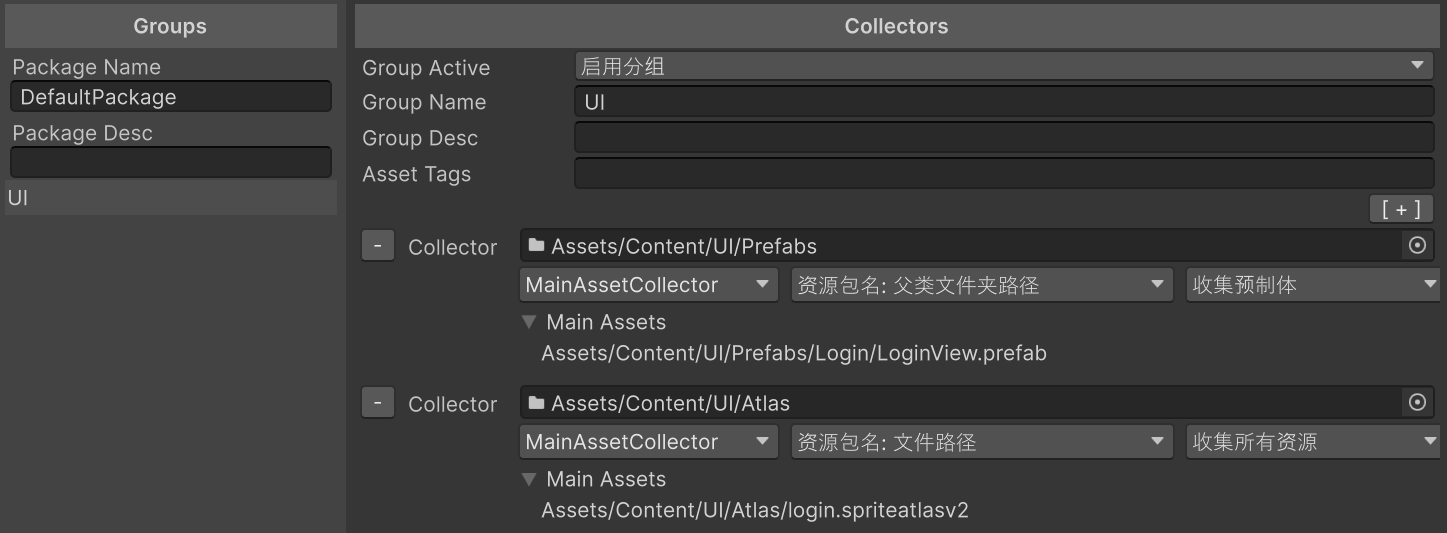 Groups
Package Name
DefaultPackage
Package Desc
UI
Collectors
Group Active 启用分组
Group Name UI
Group Desc
Asset Tags
[ + ]
- Collector Assets/Content/UI/Prefabs
MainAssetCollector 资源包名: 父类文件夹路径 收集预制体
Main Assets
Assets/Content/UI/Prefabs/Login/LoginView.prefab
- Collector Assets/Content/UI/Atlas
MainAssetCollector 资源包名: 文件路径 收集所有资源
Main Assets
Assets/Content/UI/Atlas/login.spriteatlasv2